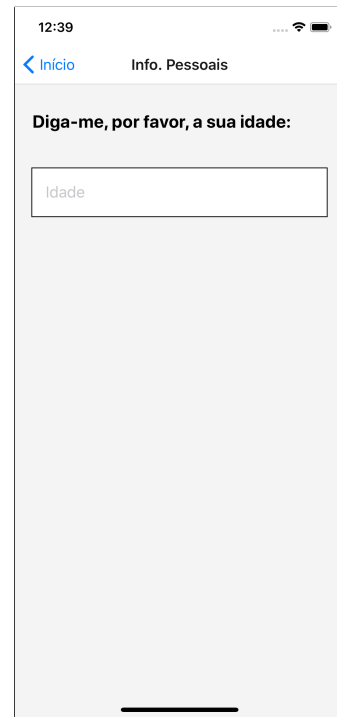 12:39
Início
Info. Pessoais
Diga-me, por favor, a sua idade:
Idade